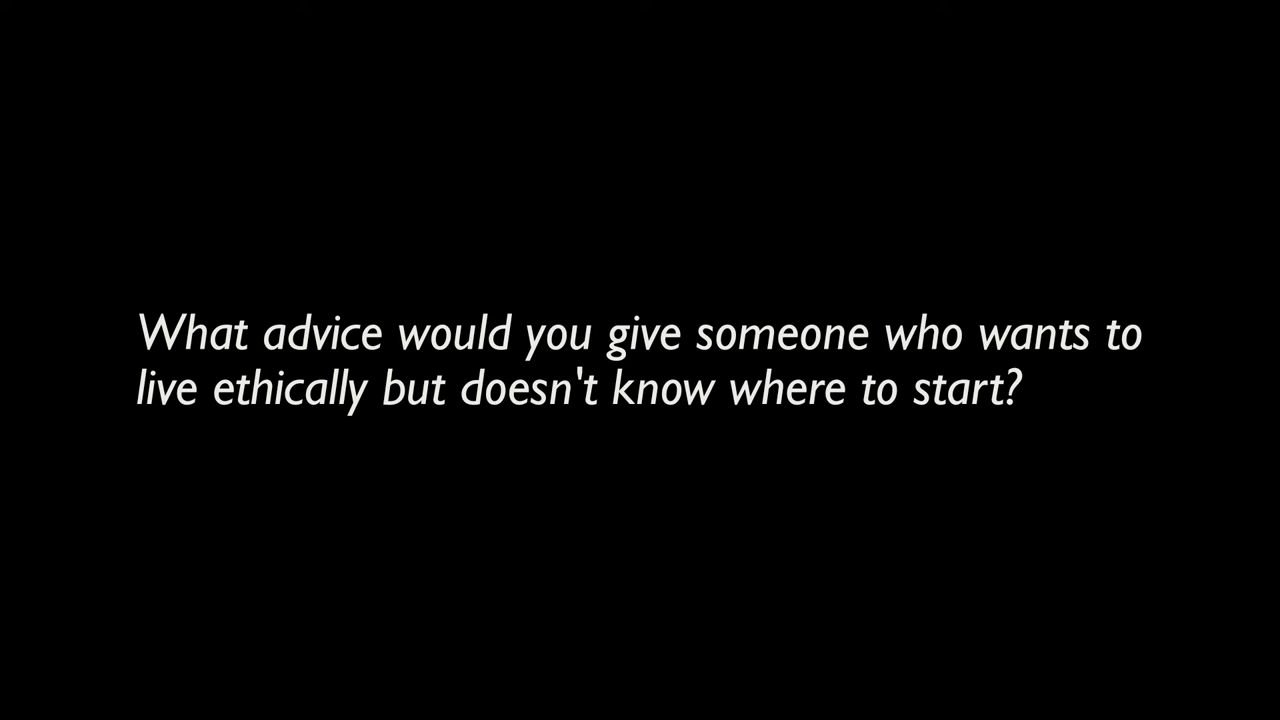 What advice would you give someone who wants to
live ethically but doesn't know where to start?